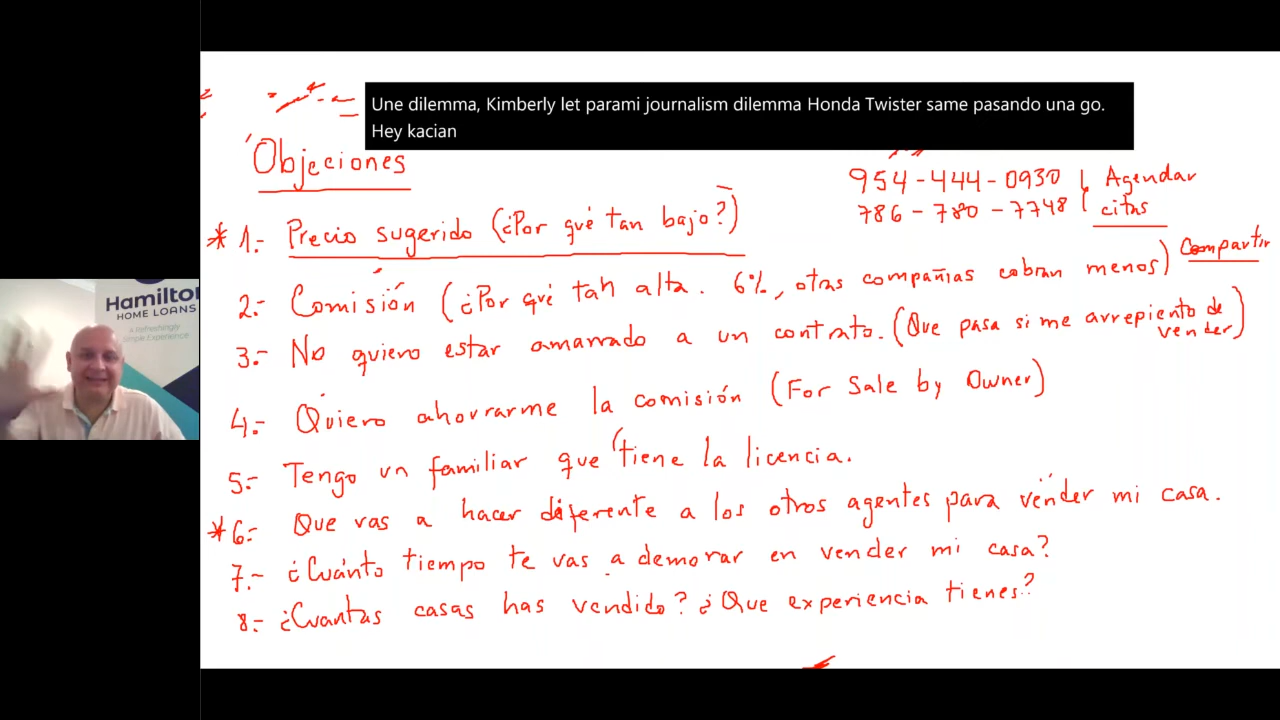 Une dilemma, Kimberly let parami journalism dilemma Honda Twister same pasando una go.
Hey kacian
Objeciones
954-444-0930 Agendar
786-780-7748 citas
* 1.- Precio sugerido (¿Por qué tan bajo?)
Compartir
2.- Comisión (¿Por qué tan alta. 6%, otras compañias cobran menos)
3.- No quiero estar amarrado a un contrato. (Que pasa si me arrepiento de
vender)
4.- Quiero ahorrarme la comisión (For Sale by Owner)
5.- Tengo un familiar que tiene la licencia.
* 6.- Que vas a hacer diferente a los otros agentes para vender mi casa.
7.- ¿Cuánto tiempo te vas a demorar en vender mi casa?
8.- ¿Cuantas casas has vendido? ¿Que experiencia tienes?
Hamilton
HOME LOANS
A Refreshingly
Simple Experience